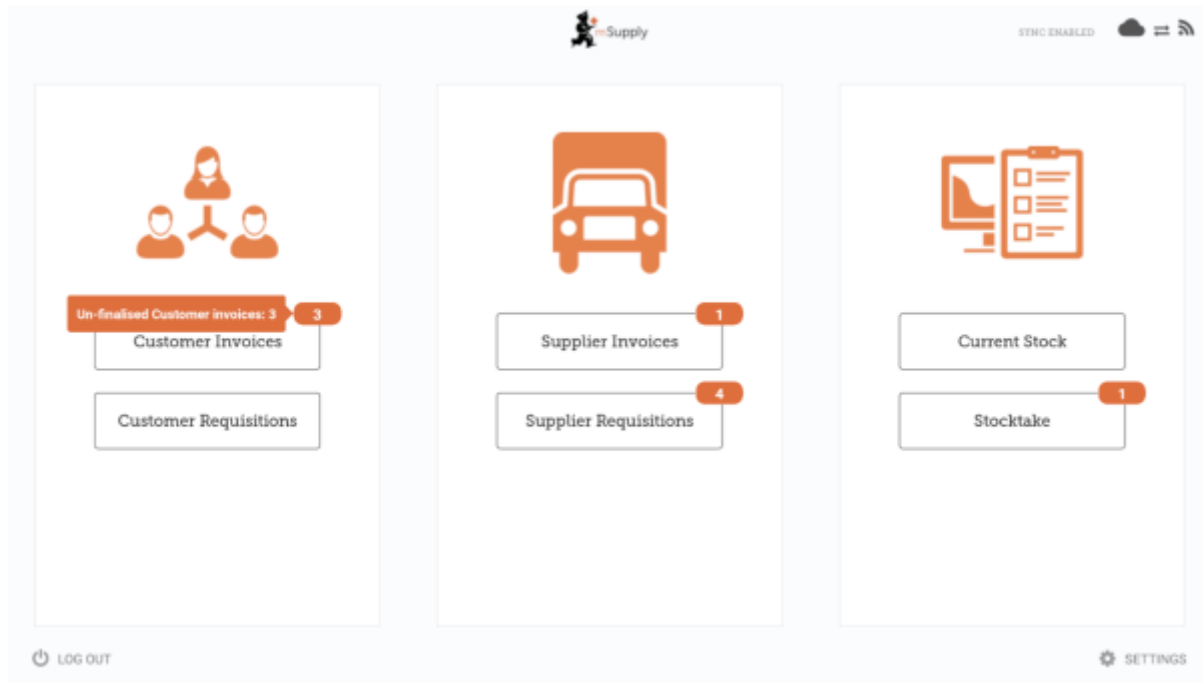 mSupply
SYNC ENABLED
Un-finalised Customer invoices: 3
3
Customer Invoices
Customer Requisitions
1
Supplier Invoices
4
Supplier Requisitions
Current Stock
1
Stocktake
LOG OUT
SETTINGS